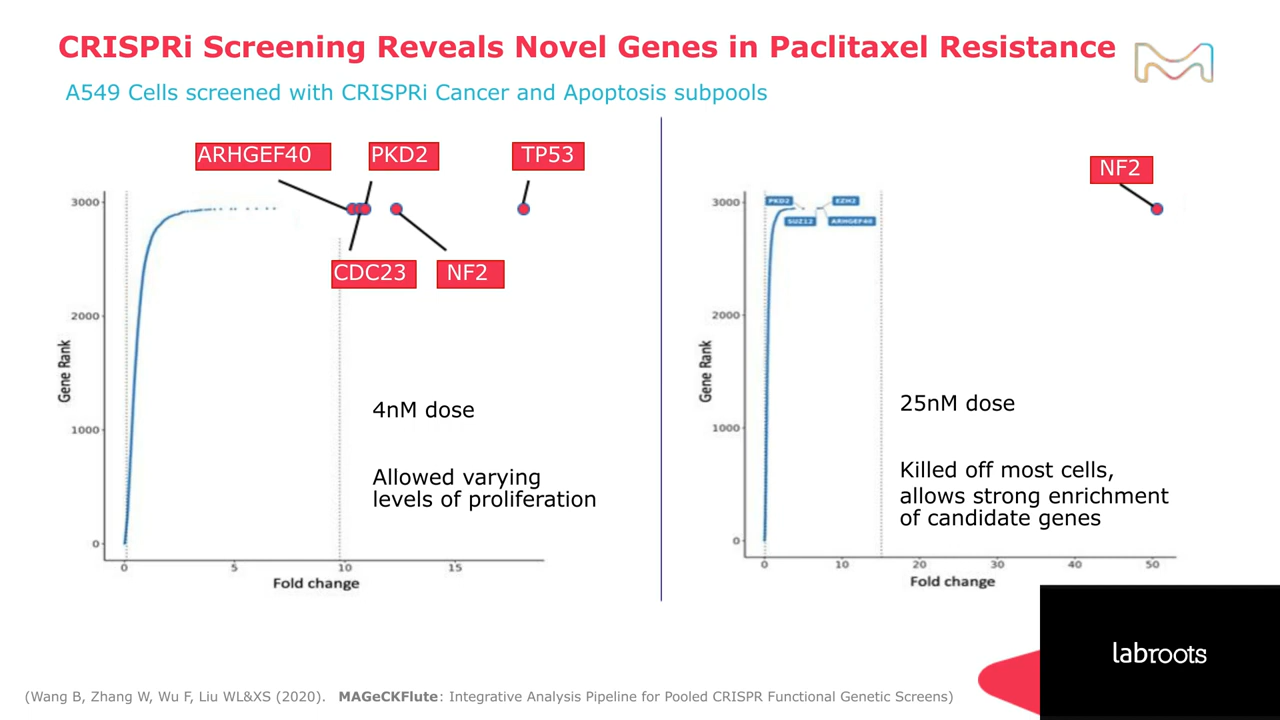 CRISPRi Screening Reveals Novel Genes in Paclitaxel Resistance
A549 Cells screened with CRISPRi Cancer and Apoptosis subpools
ARHGEF40
PKD2
TP53
CDC23
NF2
3000
2000
1000
0
Gene Rank
0
5
10
15
Fold change
4nM dose
Allowed varying
levels of proliferation
NF2
PKD2
EZH2
SUZ12
ARHGEF40
3000
2000
1000
0
Gene Rank
0
10
20
30
40
50
Fold change
25nM dose
Killed off most cells,
allows strong enrichment
of candidate genes
labroots
(Wang B, Zhang W, Wu F, Liu WL&XS (2020). MAGeCKFlute: Integrative Analysis Pipeline for Pooled CRISPR Functional Genetic Screens)